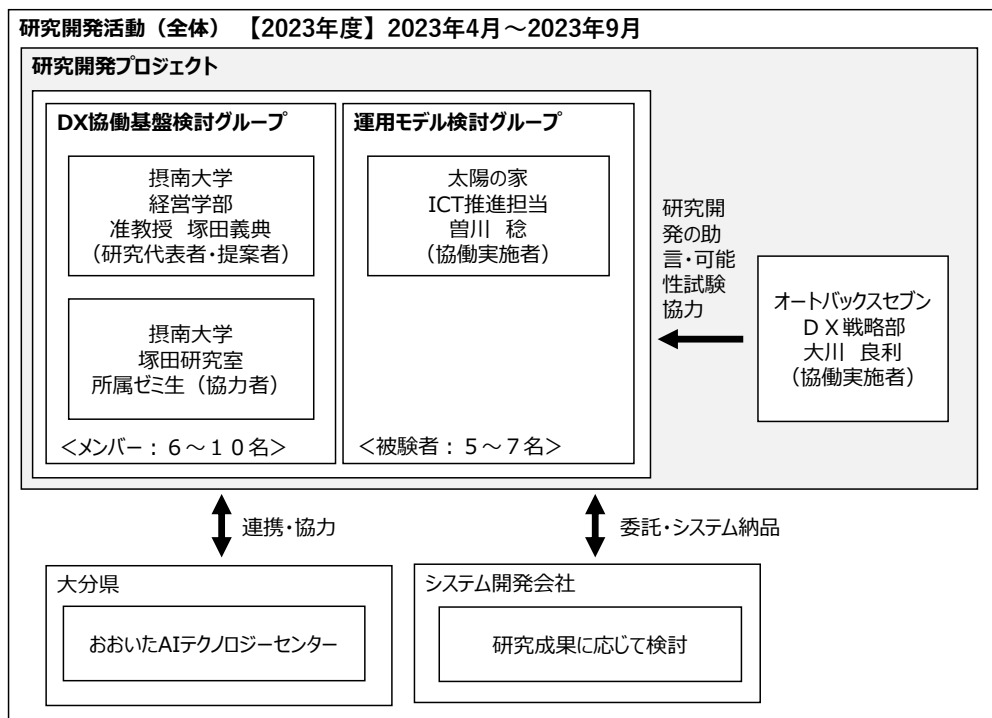 研究開発活動（全体） 【2023年度】2023年4月～2023年9月
研究開発プロジェクト
DX協働基盤検討グループ
摂南大学
経営学部
准教授 塚田義典
（研究代表者・提案者）
摂南大学
塚田研究室
所属ゼミ生（協力者）
＜メンバー：６～１０名＞
運用モデル検討グループ
太陽の家
ICT推進担当
曽川 稔
（協働実施者）
＜被験者：５～７名＞
研究開
発の助
言・可能
性試験
協力
オートバックスセブン
ＤＸ戦略部
大川 良利
（協働実施者）
連携・協力
委託・システム納品
大分県
おおいたAIテクノロジーセンター
システム開発会社
研究成果に応じて検討